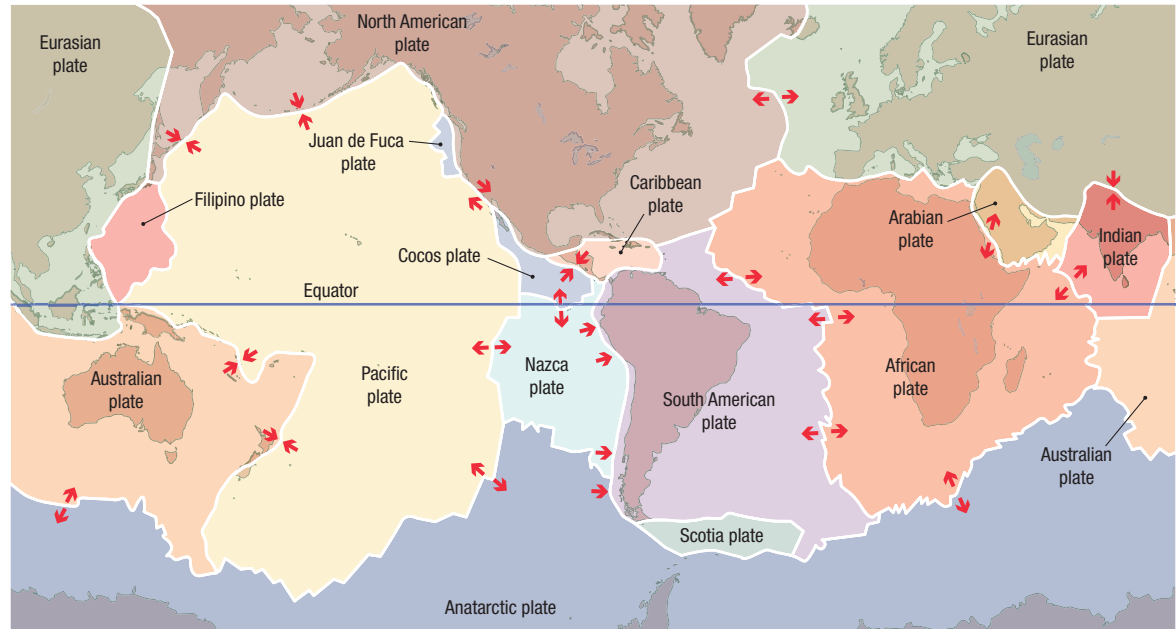 North American
plate
Eurasian
plate
Eurasian
plate
Juan de Fuca
plate
Caribbean
plate
Filipino plate
Arabian
plate
Indian
plate
Cocos plate
Equator
Australian
plate
Pacific
plate
Nazca
plate
South American
plate
African
plate
Australian
plate
Scotia plate
Anatarctic plate